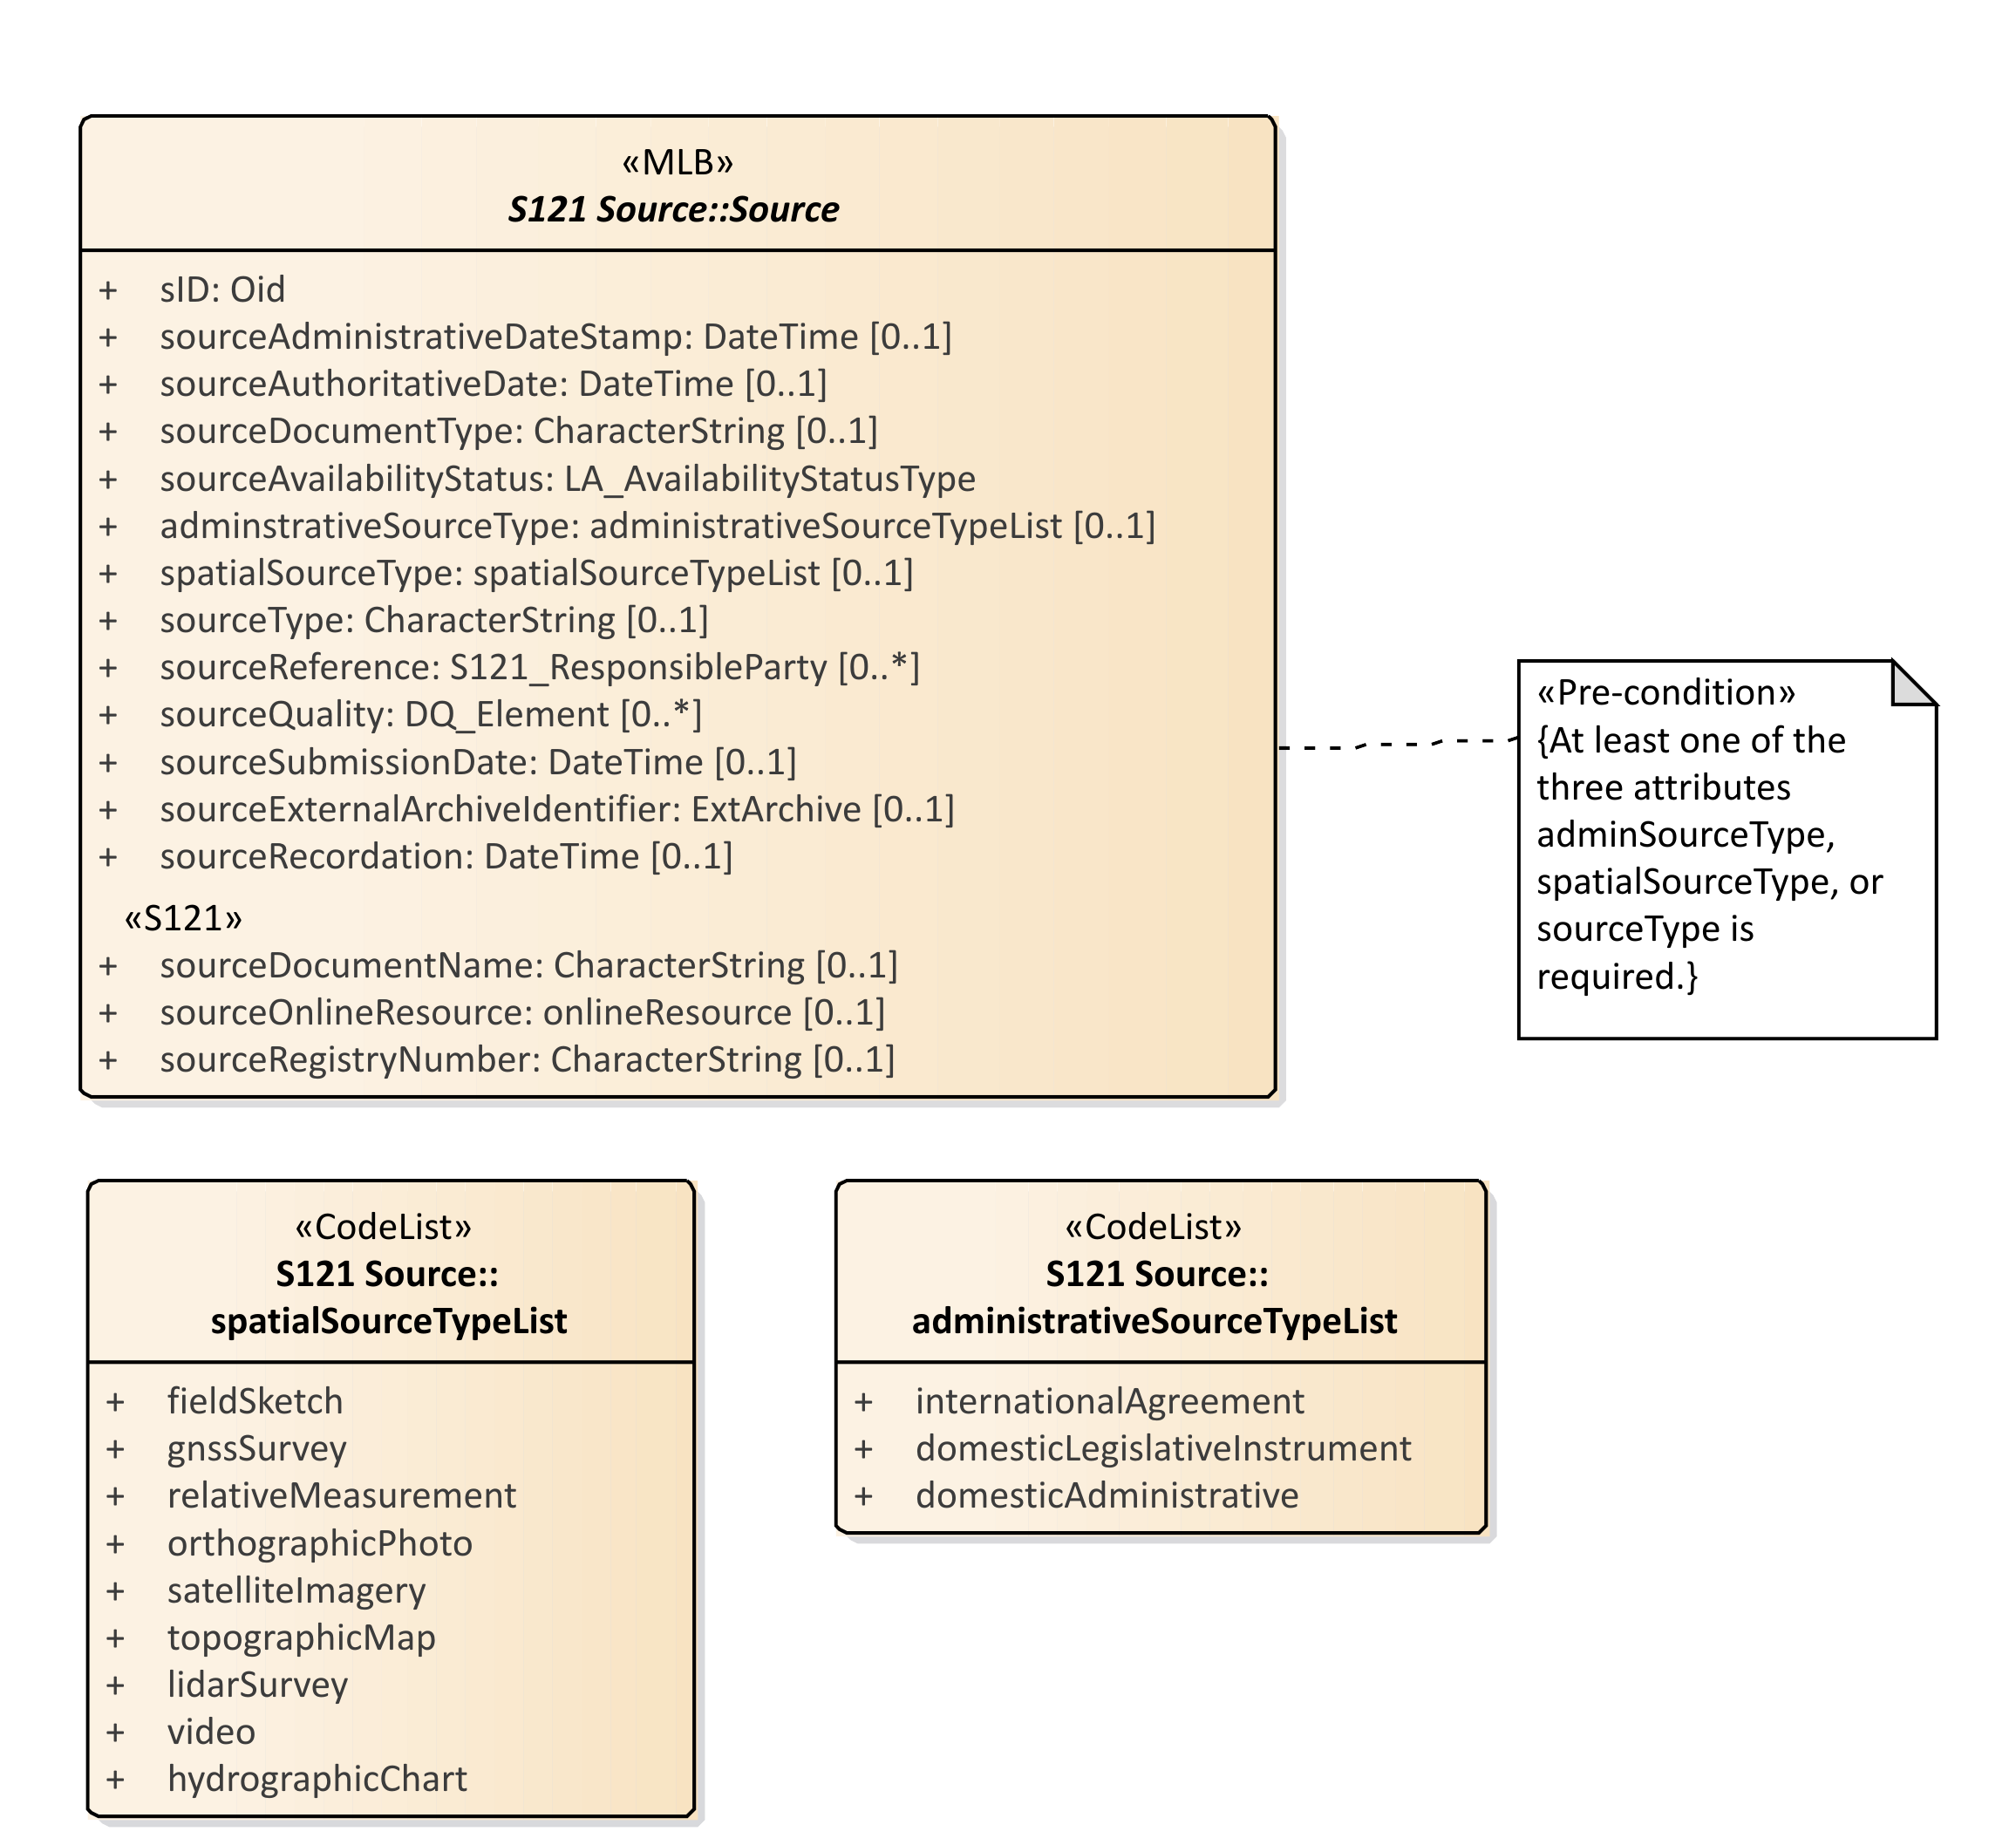 «MLB»
S121 Source::Source
+ sID: Oid
+ sourceAdministrativeDateStamp: DateTime [0..1]
+ sourceAuthoritativeDate: DateTime [0..1]
+ sourceDocumentType: CharacterString [0..1]
+ sourceAvailabilityStatus: LA_AvailabilityStatusType
+ adminstrativeSourceType: administrativeSourceTypeList [0..1]
+ spatialSourceType: spatialSourceTypeList [0..1]
+ sourceType: CharacterString [0..1]
+ sourceReference: S121_ResponsibleParty [0..*]
+ sourceQuality: DQ_Element [0..*]
+ sourceSubmissionDate: DateTime [0..1]
+ sourceExternalArchiveIdentifier: ExtArchive [0..1]
+ sourceRecordation: DateTime [0..1]
«S121»
+ sourceDocumentName: CharacterString [0..1]
+ sourceOnlineResource: onlineResource [0..1]
+ sourceRegistryNumber: CharacterString [0..1]
«Pre-condition»
{At least one of the
three attributes
adminSourceType,
spatialSourceType, or
sourceType is
required.}
«CodeList»
S121 Source::
spatialSourceTypeList
+ fieldSketch
+ gnssSurvey
+ relativeMeasurement
+ orthographicPhoto
+ satelliteImagery
+ topographicMap
+ lidarSurvey
+ video
+ hydrographicChart
«CodeList»
S121 Source::
administrativeSourceTypeList
+ internationalAgreement
+ domesticLegislativeInstrument
+ domesticAdministrative